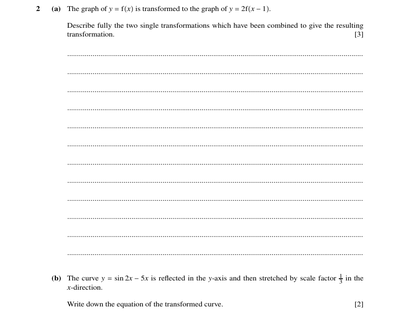 2 (a) The graph of y = f(x) is transformed to the graph of y = 2f(x − 1).
Describe fully the two single transformations which have been combined to give the resulting
transformation. [3]
(b) The curve y = sin 2x − 5x is reflected in the y-axis and then stretched by scale factor 1/3 in the
x-direction.
Write down the equation of the transformed curve. [2]